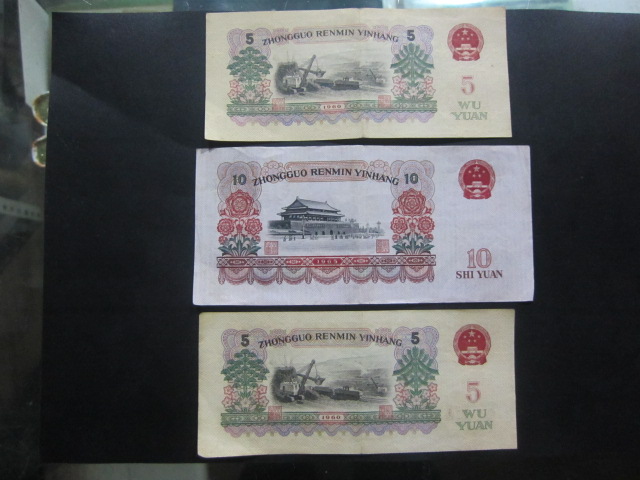 5 ZHONGGUO RENMIN YINHANG 5
5
WU
YUAN
1960
10 ZHONGGUO RENMIN YINHANG 10
10
SHI YUAN
1965
5 ZHONGGUO RENMIN YINHANG 5
5
WU
YUAN
1960